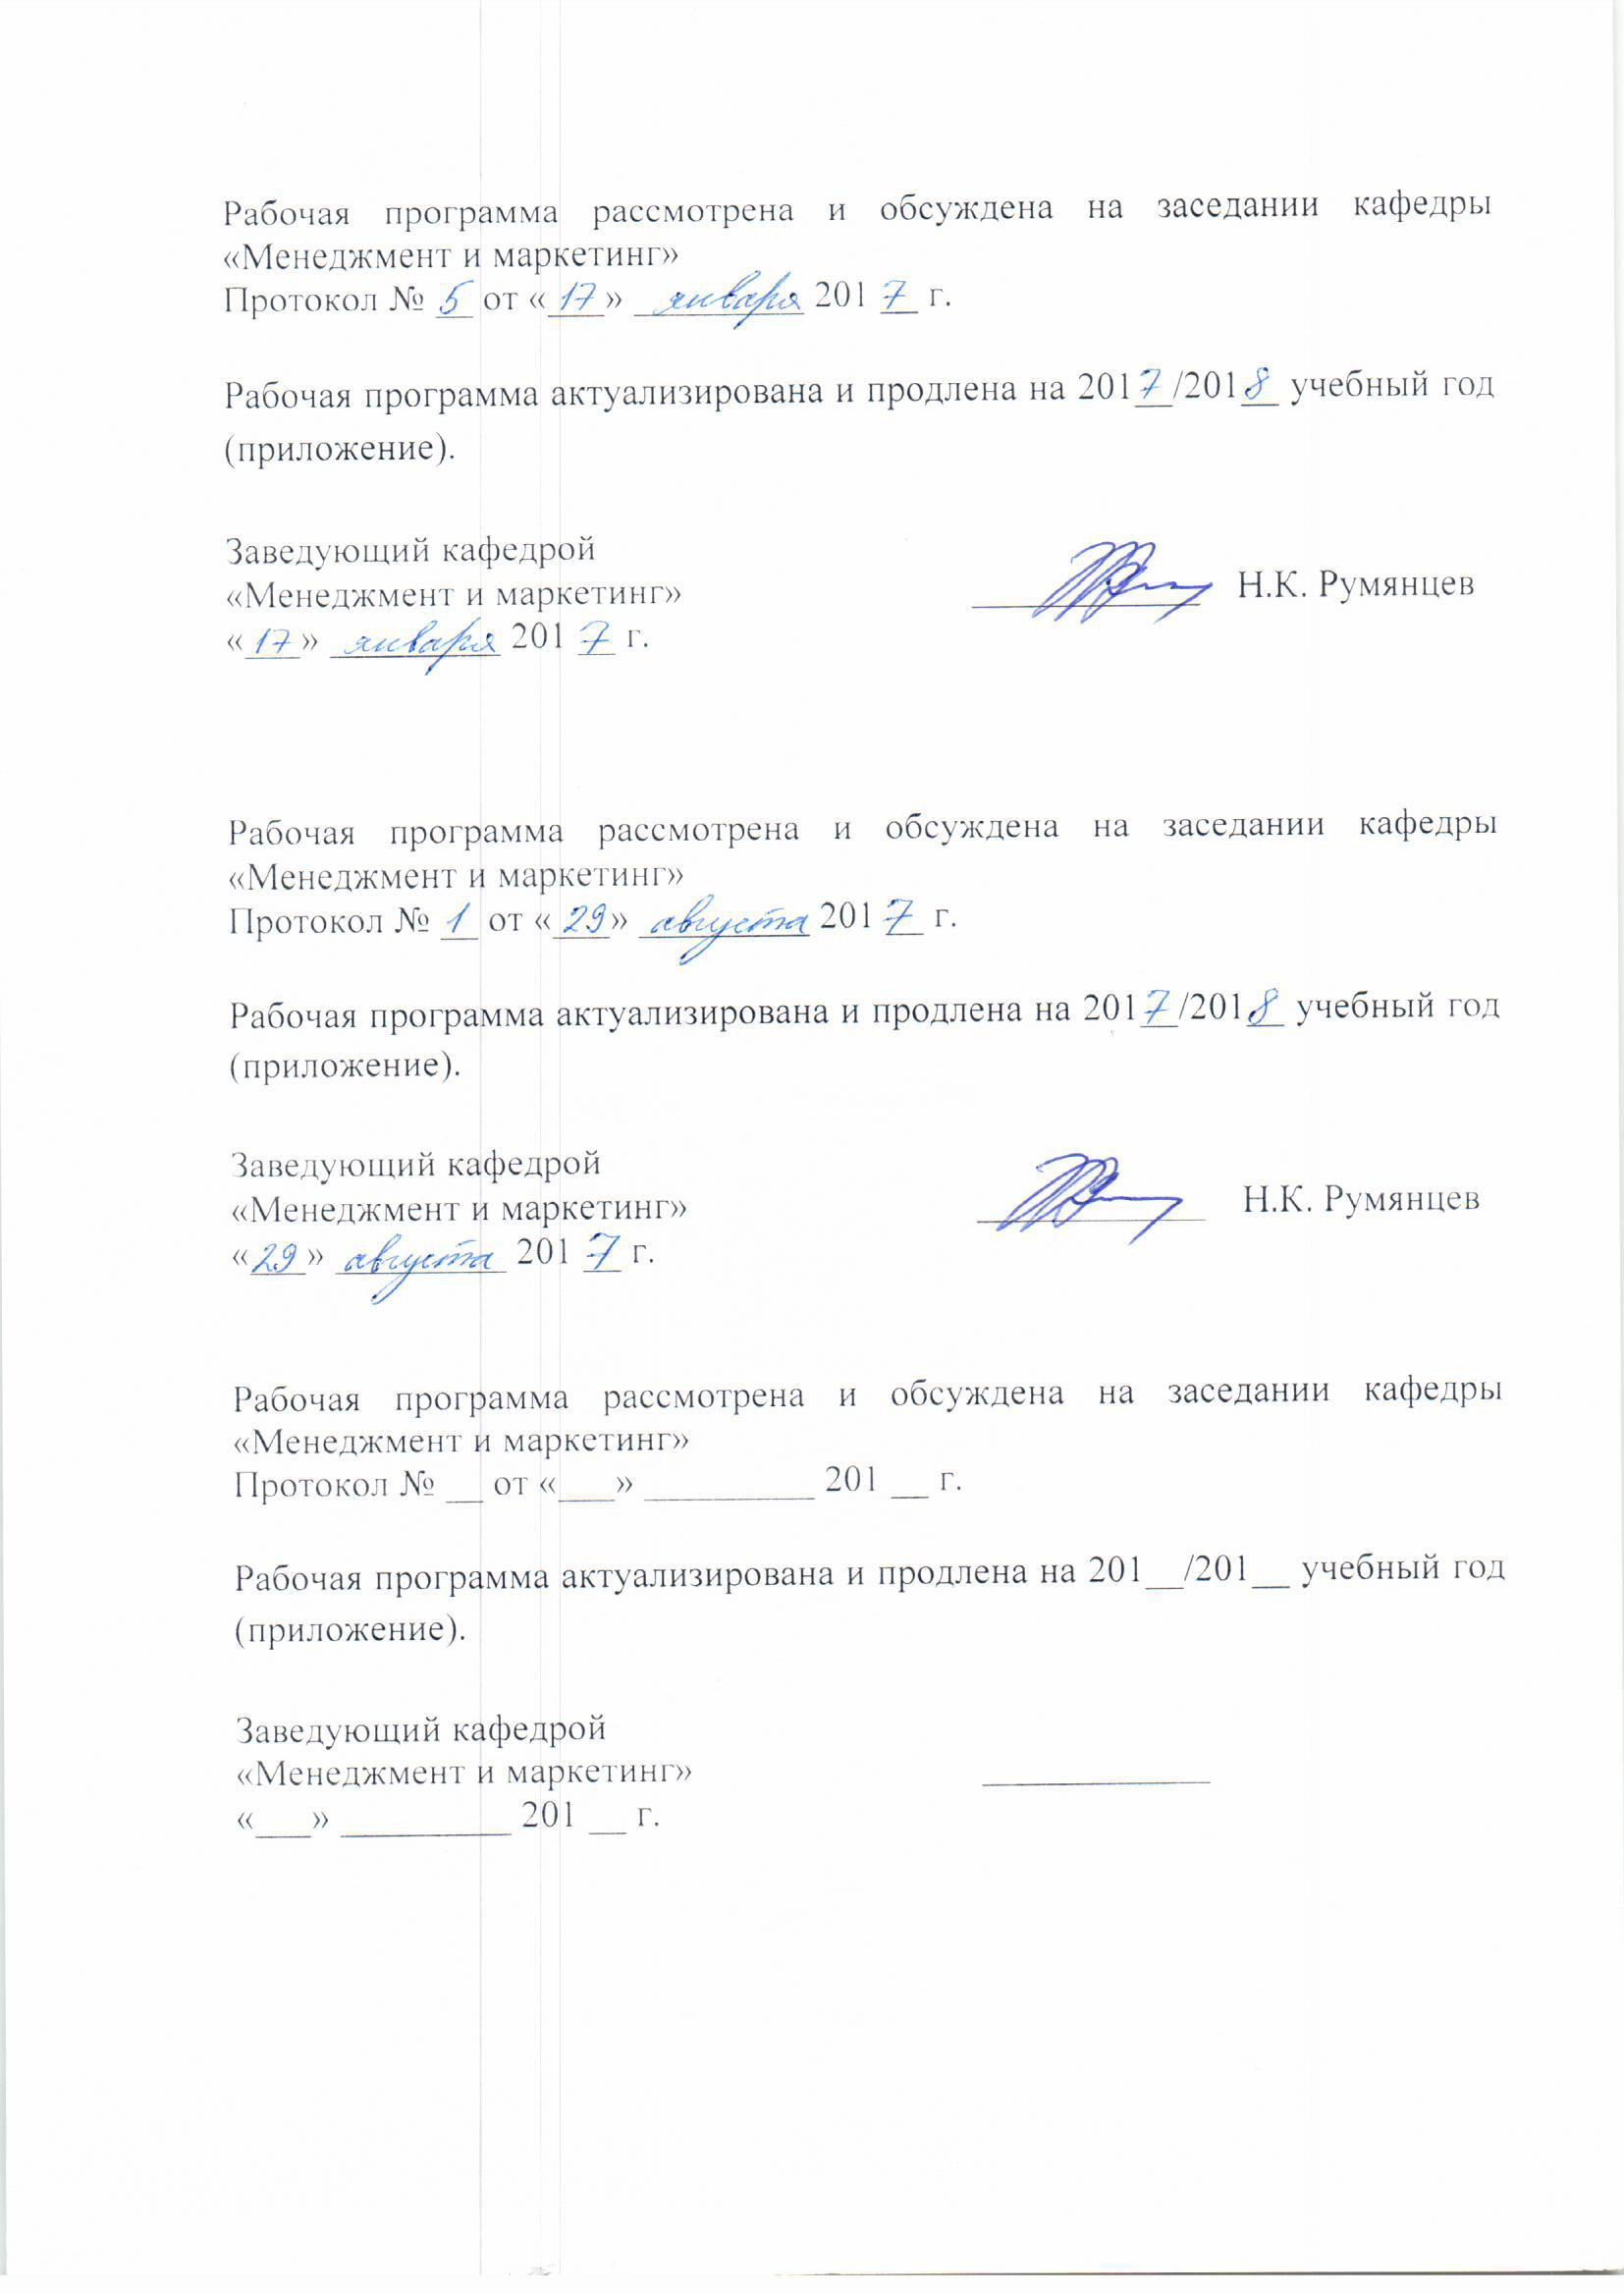 Рабочая программа рассмотрена и обсуждена на заседании кафедры
«Менеджмент и маркетинг»
Протокол № 5 от «17» января 2017 г.
Рабочая программа актуализирована и продлена на 2017/2018 учебный год
(приложение).
Заведующий кафедрой
«Менеджмент и маркетинг» Н.К. Румянцев
«17» января 2017 г.
Рабочая программа рассмотрена и обсуждена на заседании кафедры
«Менеджмент и маркетинг»
Протокол № 1 от «29» августа 2017 г.
Рабочая программа актуализирована и продлена на 2017/2018 учебный год
(приложение).
Заведующий кафедрой
«Менеджмент и маркетинг» Н.К. Румянцев
«29» августа 2017 г.
Рабочая программа рассмотрена и обсуждена на заседании кафедры
«Менеджмент и маркетинг»
Протокол № __ от «___» _________ 201 __ г.
Рабочая программа актуализирована и продлена на 201__/201__ учебный год
(приложение).
Заведующий кафедрой
«Менеджмент и маркетинг» ____________
«___» _________ 201 __ г.